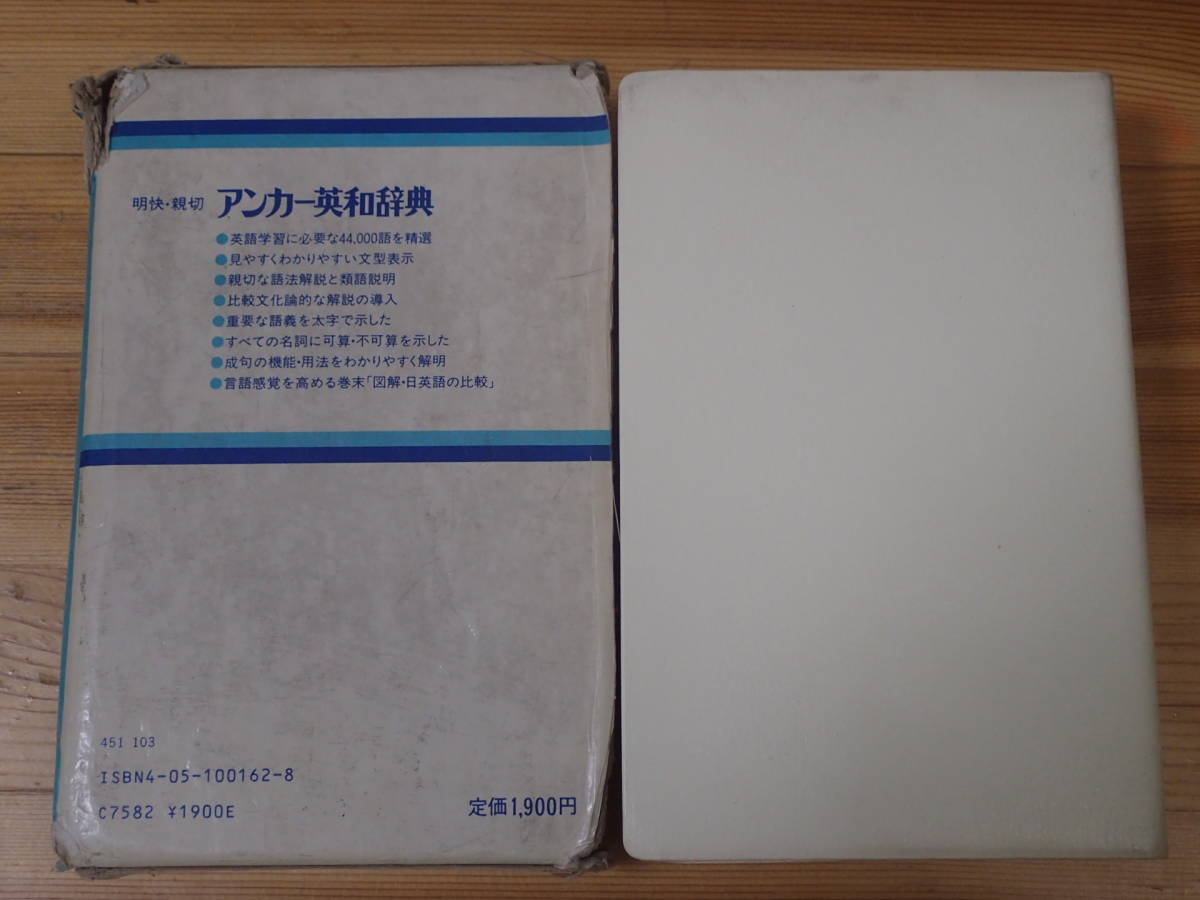 明快・親切 アンカー英和辞典
●英語学習に必要な44,000語を精選
●見やすくわかりやすい文型表示
●親切な語法解説と類語説明
●比較文化論的な解説の導入
●重要な語義を太字で示した
●すべての名詞に可算・不可算を示した
●成句の機能・用法をわかりやすく解明
●言語感覚を高める巻末「図解・日英語の比較」
451 103
ISBN4-05-100162-8
C7582 ¥1900E
定価1,900円